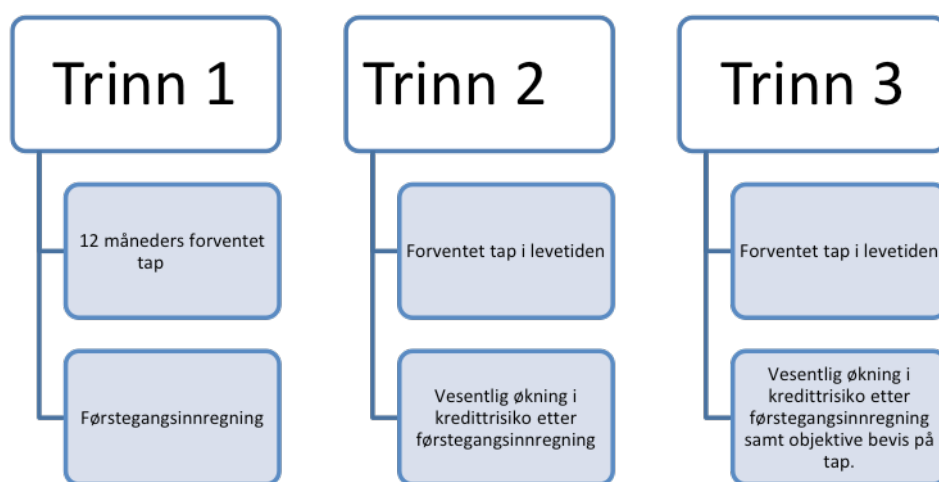 Trinn 1
12 måneders forventet
tap
Førstegangsinnregning
Trinn 2
Forventet tap i levetiden
Vesentlig økning i
kredittrisiko etter
førstegangsinnregning
Trinn 3
Forventet tap i levetiden
Vesentlig økning i
kredittrisiko etter
førstegangsinnregning
samt objektive bevis på
tap.